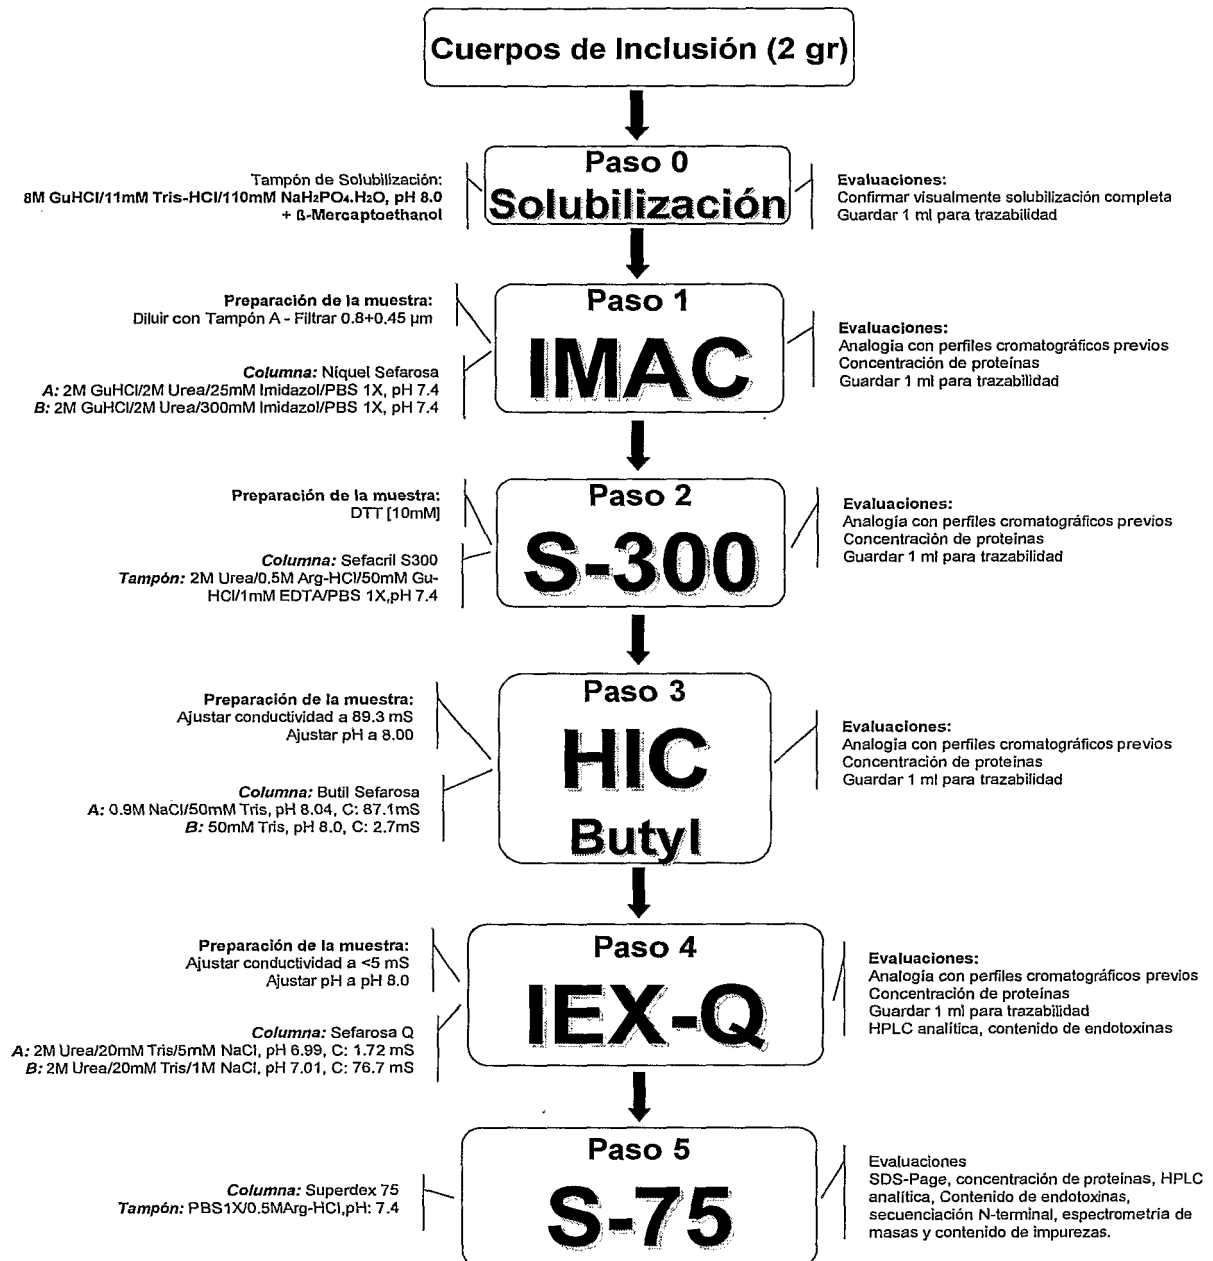 Cuerpos de Inclusión (2 gr)
Paso 0
Solubilización
Tampón de Solubilización:
8M GuHCl/11mM Tris-HCl/110mM NaH₂PO₄.H₂O, pH 8.0
+ ß-Mercaptoethanol
Evaluaciones:
Confirmar visualmente solubilización completa
Guardar 1 ml para trazabilidad
Paso 1
IMAC
Preparación de la muestra:
Diluir con Tampón A - Filtrar 0.8+0.45 µm
Columna: Níquel Sefarosa
A: 2M GuHCl/2M Urea/25mM Imidazol/PBS 1X, pH 7.4
B: 2M GuHCl/2M Urea/300mM Imidazol/PBS 1X, pH 7.4
Evaluaciones:
Analogía con perfiles cromatográficos previos
Concentración de proteínas
Guardar 1 ml para trazabilidad
Paso 2
S-300
Preparación de la muestra:
DTT [10mM]
Columna: Sefacril S300
Tampón: 2M Urea/0.5M Arg-HCl/50mM Gu-
HCl/1mM EDTA/PBS 1X,pH 7.4
Evaluaciones:
Analogía con perfiles cromatográficos previos
Concentración de proteínas
Guardar 1 ml para trazabilidad
Paso 3
HIC
Butyl
Preparación de la muestra:
Ajustar conductividad a 89.3 mS
Ajustar pH a 8.00
Columna: Butil Sefarosa
A: 0.9M NaCl/50mM Tris, pH 8.04, C: 87.1mS
B: 50mM Tris, pH 8.0, C: 2.7mS
Evaluaciones:
Analogía con perfiles cromatográficos previos
Concentración de proteínas
Guardar 1 ml para trazabilidad
Paso 4
IEX-Q
Preparación de la muestra:
Ajustar conductividad a <5 mS
Ajustar pH a pH 8.0
Columna: Sefarosa Q
A: 2M Urea/20mM Tris/5mM NaCl, pH 6.99, C: 1.72 mS
B: 2M Urea/20mM Tris/1M NaCl, pH 7.01, C: 76.7 mS
Evaluaciones:
Analogía con perfiles cromatográficos previos
Concentración de proteínas
Guardar 1 ml para trazabilidad
HPLC analítica, contenido de endotoxinas
Paso 5
S-75
Columna: Superdex 75
Tampón: PBS1X/0.5MArg-HCl,pH: 7.4
Evaluaciones
SDS-Page, concentración de proteínas, HPLC
analítica, Contenido de endotoxinas,
secuenciación N-terminal, espectrometría de
masas y contenido de impurezas.